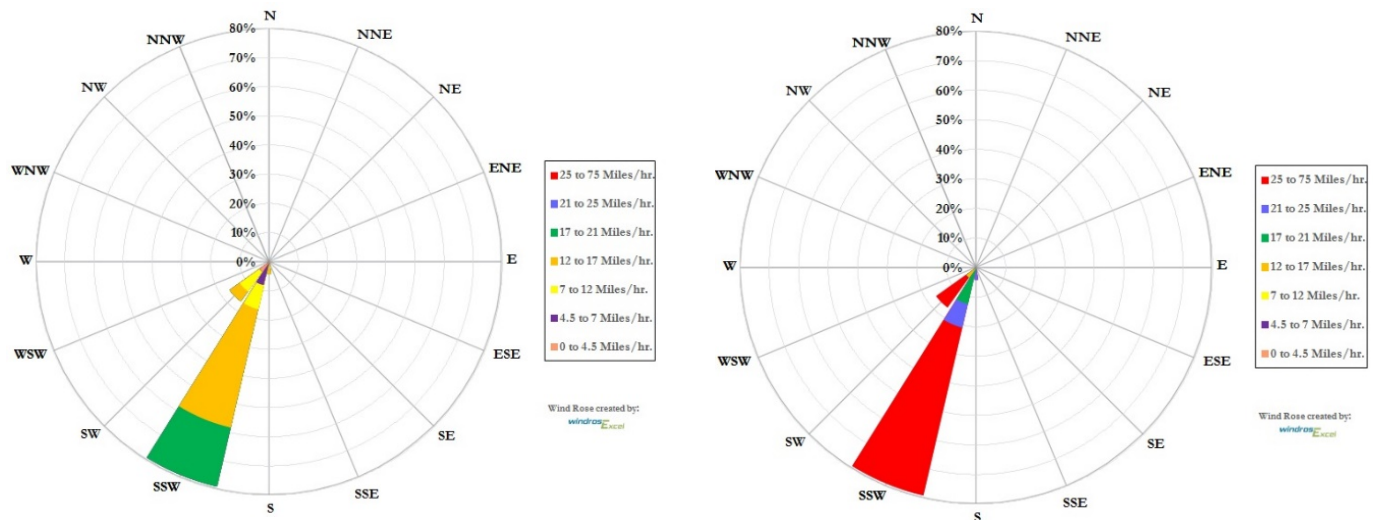 N
NNE
NE
ENE
E
ESE
SE
SSE
S
SSW
SW
WSW
W
WNW
NW
NNW
80%
70%
60%
50%
40%
30%
20%
10%
0%
25 to 75 Miles/hr.
21 to 25 Miles/hr.
17 to 21 Miles/hr.
12 to 17 Miles/hr.
7 to 12 Miles/hr.
4.5 to 7 Miles/hr.
0 to 4.5 Miles/hr.
Wind Rose created by:
windrosExcel
N
NNE
NE
ENE
E
ESE
SE
SSE
S
SSW
SW
WSW
W
WNW
NW
NNW
80%
70%
60%
50%
40%
30%
20%
10%
0%
25 to 75 Miles/hr.
21 to 25 Miles/hr.
17 to 21 Miles/hr.
12 to 17 Miles/hr.
7 to 12 Miles/hr.
4.5 to 7 Miles/hr.
0 to 4.5 Miles/hr.
Wind Rose created by:
windrosExcel